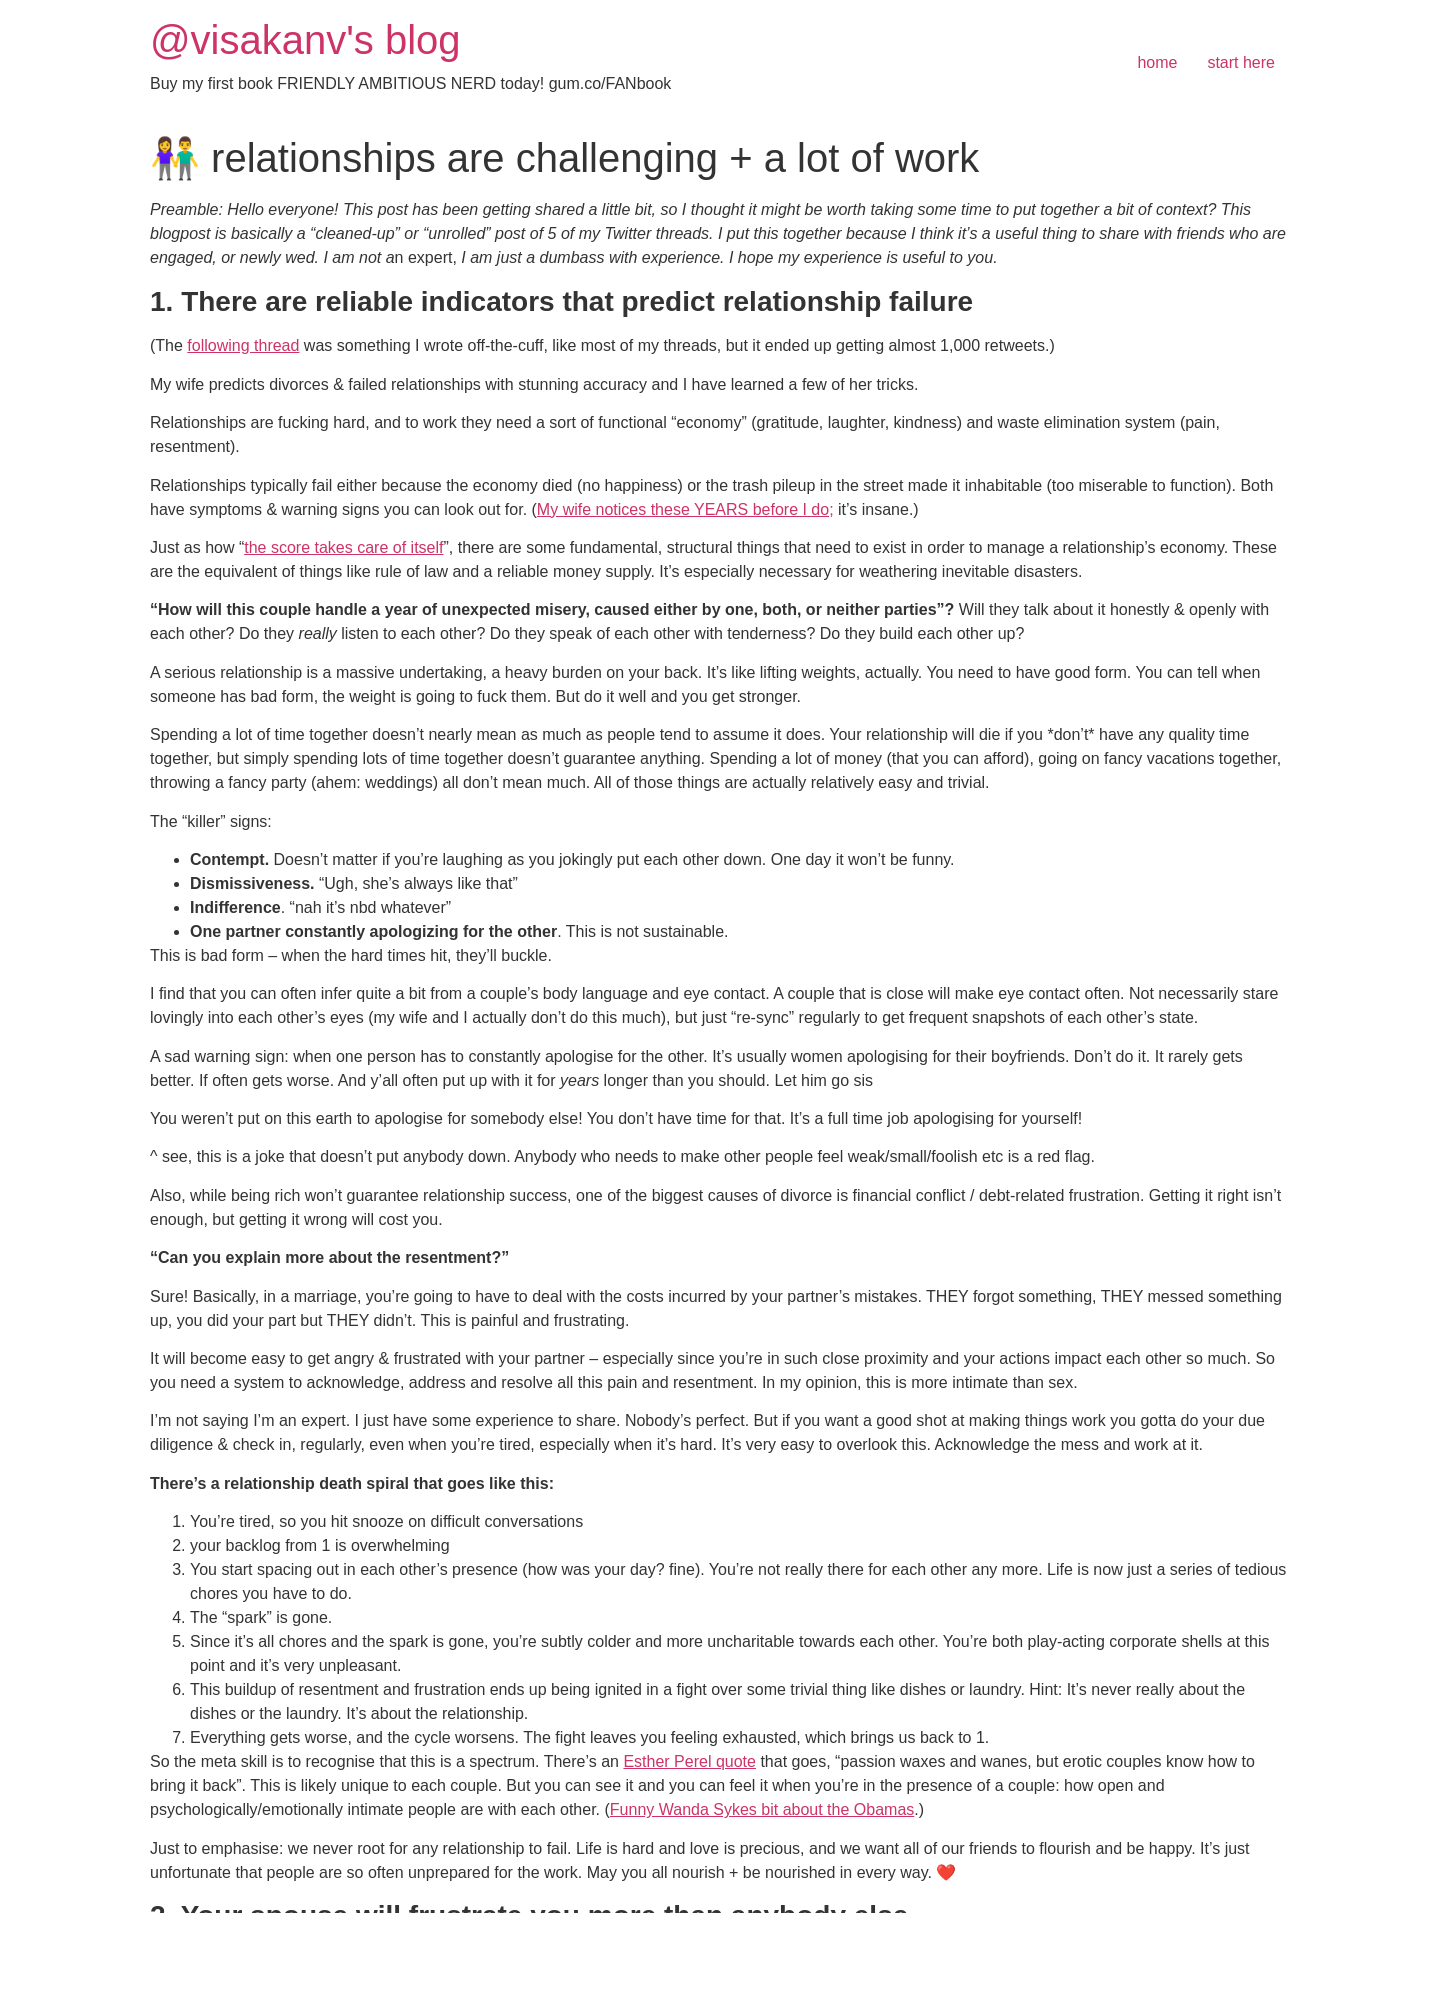 @visakanv's blog
Buy my first book FRIENDLY AMBITIOUS NERD today! gum.co/FANbook
home
start here
👫 relationships are challenging + a lot of work
Preamble: Hello everyone! This post has been getting shared a little bit, so I thought it might be worth taking some time to put together a bit of context? This
blogpost is basically a “cleaned-up” or “unrolled” post of 5 of my Twitter threads. I put this together because I think it’s a useful thing to share with friends who are
engaged, or newly wed. I am not an expert, I am just a dumbass with experience. I hope my experience is useful to you.
1. There are reliable indicators that predict relationship failure
(The following thread was something I wrote off-the-cuff, like most of my threads, but it ended up getting almost 1,000 retweets.)
My wife predicts divorces & failed relationships with stunning accuracy and I have learned a few of her tricks.
Relationships are fucking hard, and to work they need a sort of functional “economy” (gratitude, laughter, kindness) and waste elimination system (pain,
resentment).
Relationships typically fail either because the economy died (no happiness) or the trash pileup in the street made it inhabitable (too miserable to function). Both
have symptoms & warning signs you can look out for. (My wife notices these YEARS before I do; it’s insane.)
Just as how “the score takes care of itself”, there are some fundamental, structural things that need to exist in order to manage a relationship’s economy. These
are the equivalent of things like rule of law and a reliable money supply. It’s especially necessary for weathering inevitable disasters.
“How will this couple handle a year of unexpected misery, caused either by one, both, or neither parties”? Will they talk about it honestly & openly with
each other? Do they really listen to each other? Do they speak of each other with tenderness? Do they build each other up?
A serious relationship is a massive undertaking, a heavy burden on your back. It’s like lifting weights, actually. You need to have good form. You can tell when
someone has bad form, the weight is going to fuck them. But do it well and you get stronger.
Spending a lot of time together doesn’t nearly mean as much as people tend to assume it does. Your relationship will die if you *don’t* have any quality time
together, but simply spending lots of time together doesn’t guarantee anything. Spending a lot of money (that you can afford), going on fancy vacations together,
throwing a fancy party (ahem: weddings) all don’t mean much. All of those things are actually relatively easy and trivial.
The “killer” signs:
• Contempt. Doesn’t matter if you’re laughing as you jokingly put each other down. One day it won’t be funny.
• Dismissiveness. “Ugh, she’s always like that”
• Indifference. “nah it’s nbd whatever”
• One partner constantly apologizing for the other. This is not sustainable.
This is bad form – when the hard times hit, they’ll buckle.
I find that you can often infer quite a bit from a couple’s body language and eye contact. A couple that is close will make eye contact often. Not necessarily stare
lovingly into each other’s eyes (my wife and I actually don’t do this much), but just “re-sync” regularly to get frequent snapshots of each other’s state.
A sad warning sign: when one person has to constantly apologise for the other. It’s usually women apologising for their boyfriends. Don’t do it. It rarely gets
better. If often gets worse. And y’all often put up with it for years longer than you should. Let him go sis
You weren’t put on this earth to apologise for somebody else! You don’t have time for that. It’s a full time job apologising for yourself!
^ see, this is a joke that doesn’t put anybody down. Anybody who needs to make other people feel weak/small/foolish etc is a red flag.
Also, while being rich won’t guarantee relationship success, one of the biggest causes of divorce is financial conflict / debt-related frustration. Getting it right isn’t
enough, but getting it wrong will cost you.
“Can you explain more about the resentment?”
Sure! Basically, in a marriage, you’re going to have to deal with the costs incurred by your partner’s mistakes. THEY forgot something, THEY messed something
up, you did your part but THEY didn’t. This is painful and frustrating.
It will become easy to get angry & frustrated with your partner – especially since you’re in such close proximity and your actions impact each other so much. So
you need a system to acknowledge, address and resolve all this pain and resentment. In my opinion, this is more intimate than sex.
I’m not saying I’m an expert. I just have some experience to share. Nobody’s perfect. But if you want a good shot at making things work you gotta do your due
diligence & check in, regularly, even when you’re tired, especially when it’s hard. It’s very easy to overlook this. Acknowledge the mess and work at it.
There’s a relationship death spiral that goes like this:
1. You’re tired, so you hit snooze on difficult conversations
2. your backlog from 1 is overwhelming
3. You start spacing out in each other’s presence (how was your day? fine). You’re not really there for each other any more. Life is now just a series of tedious
chores you have to do.
4. The “spark” is gone.
5. Since it’s all chores and the spark is gone, you’re subtly colder and more uncharitable towards each other. You’re both play-acting corporate shells at this
point and it’s very unpleasant.
6. This buildup of resentment and frustration ends up being ignited in a fight over some trivial thing like dishes or laundry. Hint: It’s never really about the
dishes or the laundry. It’s about the relationship.
7. Everything gets worse, and the cycle worsens. The fight leaves you feeling exhausted, which brings us back to 1.
So the meta skill is to recognise that this is a spectrum. There’s an Esther Perel quote that goes, “passion waxes and wanes, but erotic couples know how to
bring it back”. This is likely unique to each couple. But you can see it and you can feel it when you’re in the presence of a couple: how open and
psychologically/emotionally intimate people are with each other. (Funny Wanda Sykes bit about the Obamas.)
Just to emphasise: we never root for any relationship to fail. Life is hard and love is precious, and we want all of our friends to flourish and be happy. It’s just
unfortunate that people are so often unprepared for the work. May you all nourish + be nourished in every way. ❤️
2. Your spouse will frustrate you more than anybody else